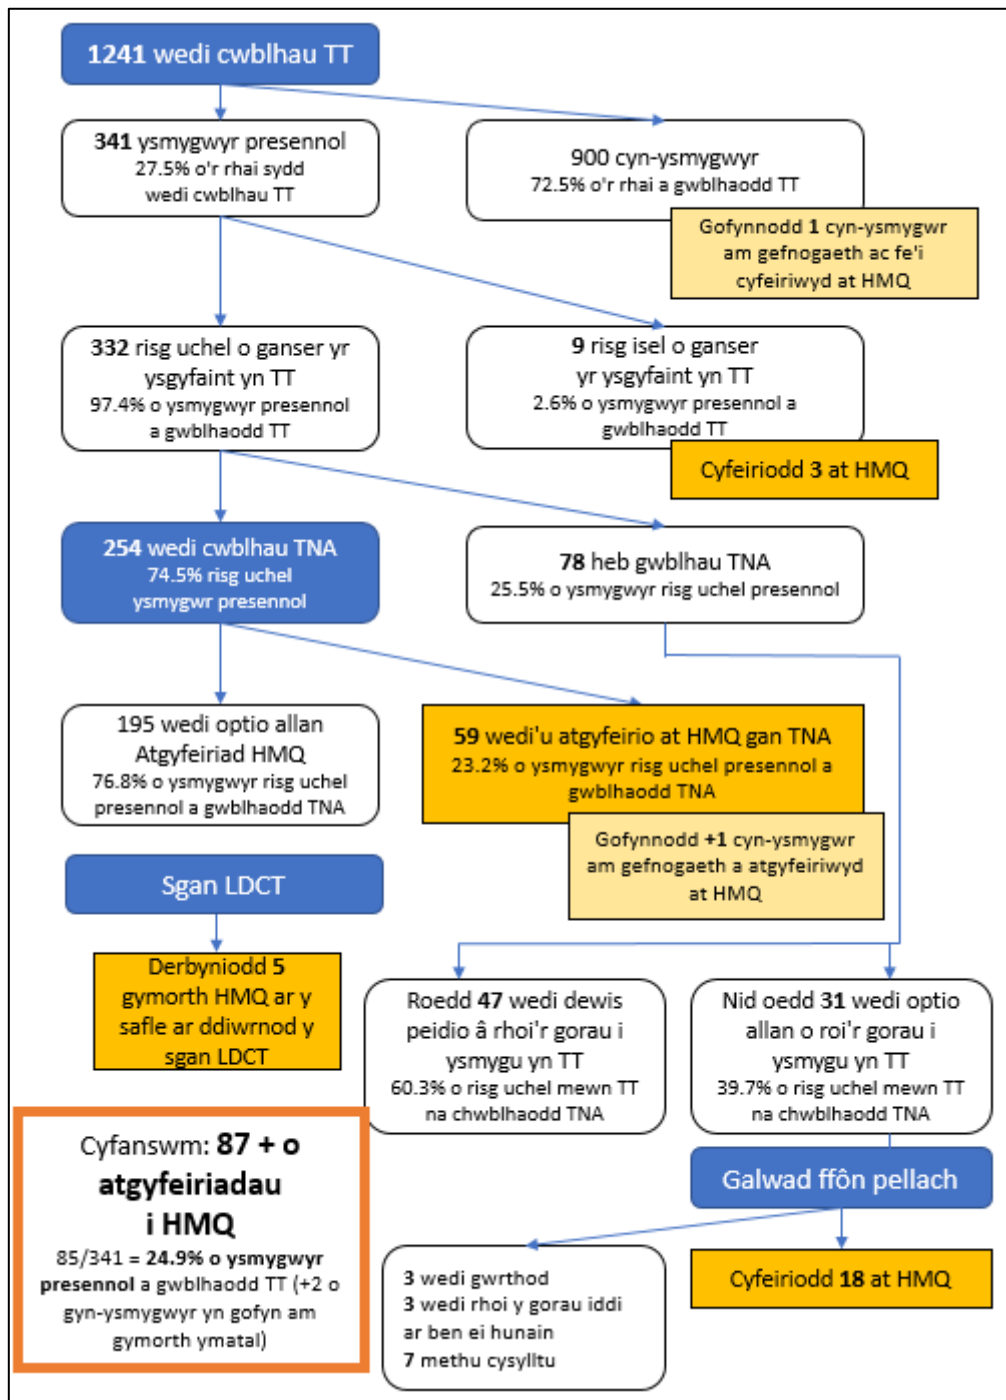 1241 wedi cwblhau TT
341 ysmygwyr presennol
27.5% o'r rhai sydd
wedi cwblhau TT
900 cyn-ysmygwyr
72.5% o'r rhai a gwblhaodd TT
Gofynnodd 1 cyn-ysmygwr
am gefnogaeth ac fe'i
cyfeiriwyd at HMQ
332 risg uchel o ganser yr
ysgyfaint yn TT
97.4% o ysmygwyr presennol
a gwblhaodd TT
9 risg isel o ganser
yr ysgyfaint yn TT
2.6% o ysmygwyr presennol a
gwblhaodd TT
Cyfeiriodd 3 at HMQ
254 wedi cwblhau TNA
74.5% risg uchel
ysmygwr presennol
78 heb gwblhau TNA
25.5% o ysmygwyr risg uchel presennol
195 wedi optio allan
Atgyfeiriad HMQ
76.8% o ysmygwyr risg uchel
presennol a gwblhaodd TNA
59 wedi'u atgyfeirio at HMQ gan TNA
23.2% o ysmygwyr risg uchel presennol a
gwblhaodd TNA
Gofynnodd +1 cyn-ysmygwr
am gefnogaeth a atgyfeiriwyd
at HMQ
Sgan LDCT
Derbyniodd 5
gymorth HMQ ar y
safle ar ddiwrnod y
sgan LDCT
Roedd 47 wedi dewis
peidio â rhoi'r gorau i
ysmygu yn TT
60.3% o risg uchel mewn TT
na chwblhaodd TNA
Nid oedd 31 wedi optio
allan o roi'r gorau i
ysmygu yn TT
39.7% o risg uchel mewn TT
na chwblhaodd TNA
Galwad ffôn pellach
3 wedi gwrthod
3 wedi rhoi y gorau iddi
ar ben ei hunain
7 methu cysylltu
Cyfeiriodd 18 at HMQ
Cyfanswm: 87 + o
atgyfeiriadau
i HMQ
85/341 = 24.9% o ysmygwyr
presennol a gwblhaodd TT (+2 o
gyn-ysmygwyr yn gofyn am
gymorth ymatal)